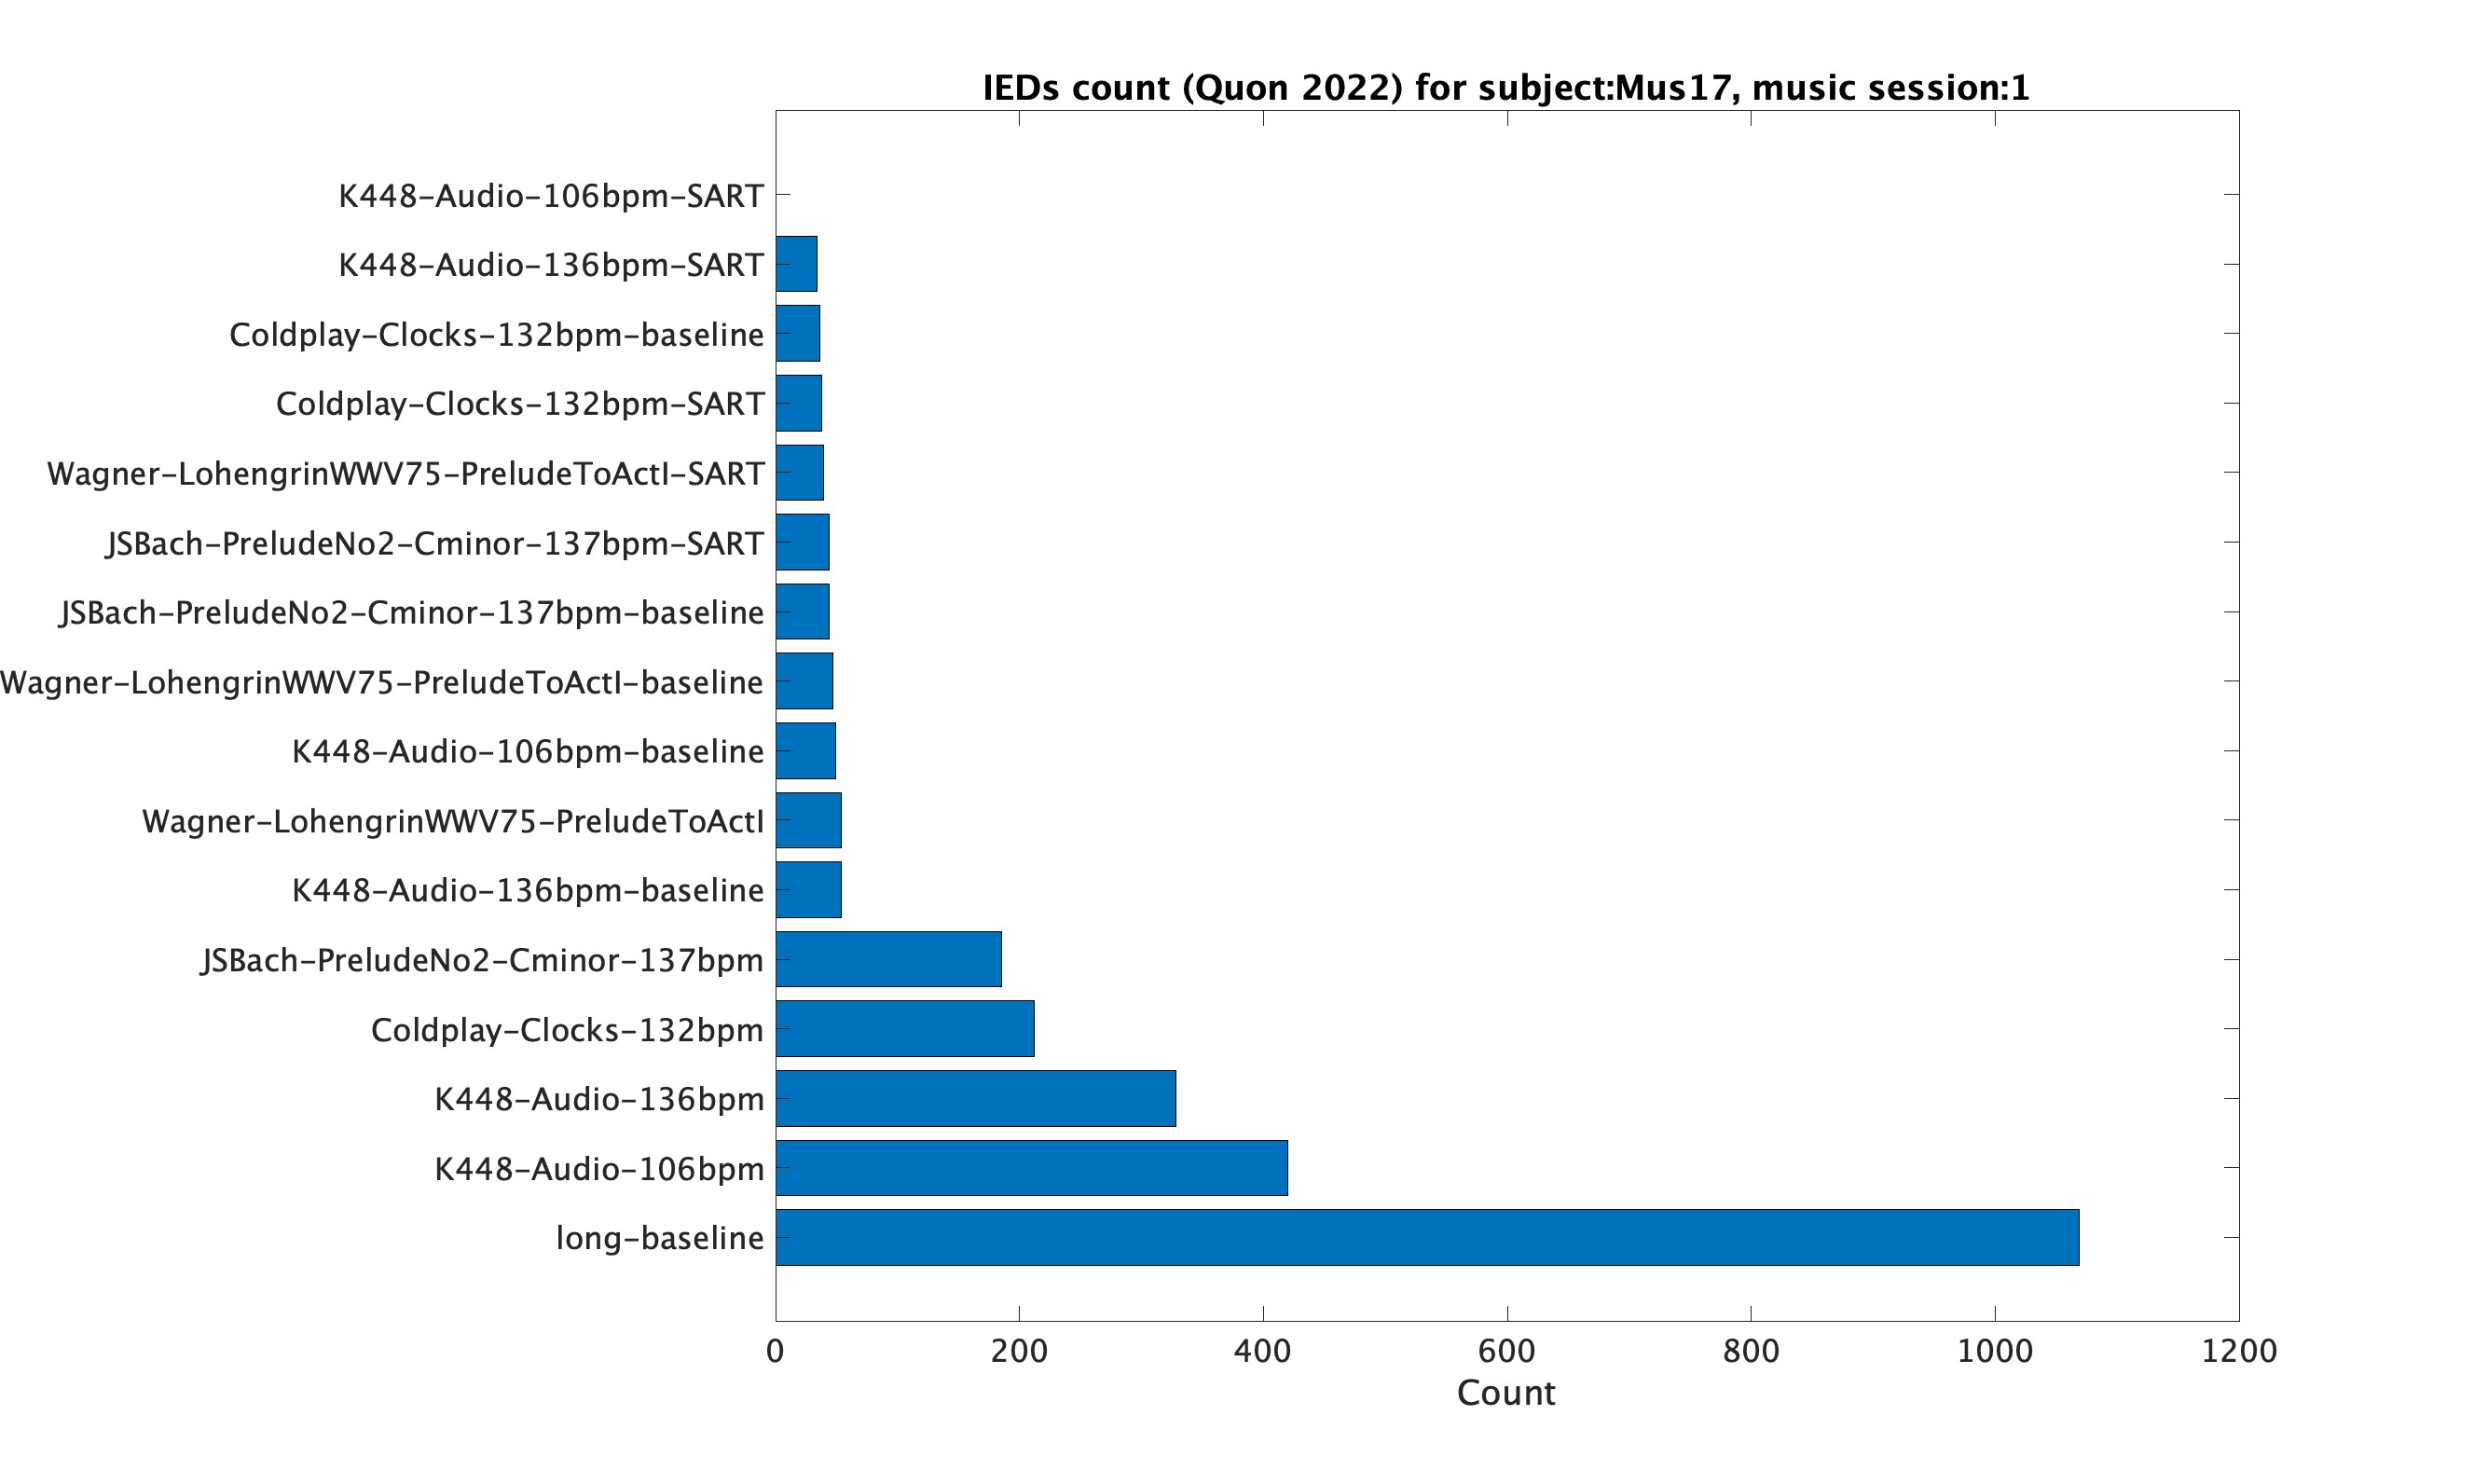 IEDs count (Quon 2022) for subject:Mus17, music session:1
K448-Audio-106bpm-SART
K448-Audio-136bpm-SART
Coldplay-Clocks-132bpm-baseline
Coldplay-Clocks-132bpm-SART
Wagner-LohengrinWWV75-PreludeToActI-SART
JSBach-PreludeNo2-Cminor-137bpm-SART
JSBach-PreludeNo2-Cminor-137bpm-baseline
Wagner-LohengrinWWV75-PreludeToActI-baseline
K448-Audio-106bpm-baseline
Wagner-LohengrinWWV75-PreludeToActI
K448-Audio-136bpm-baseline
JSBach-PreludeNo2-Cminor-137bpm
Coldplay-Clocks-132bpm
K448-Audio-136bpm
K448-Audio-106bpm
long-baseline
0 200 400 600 800 1000 1200
Count